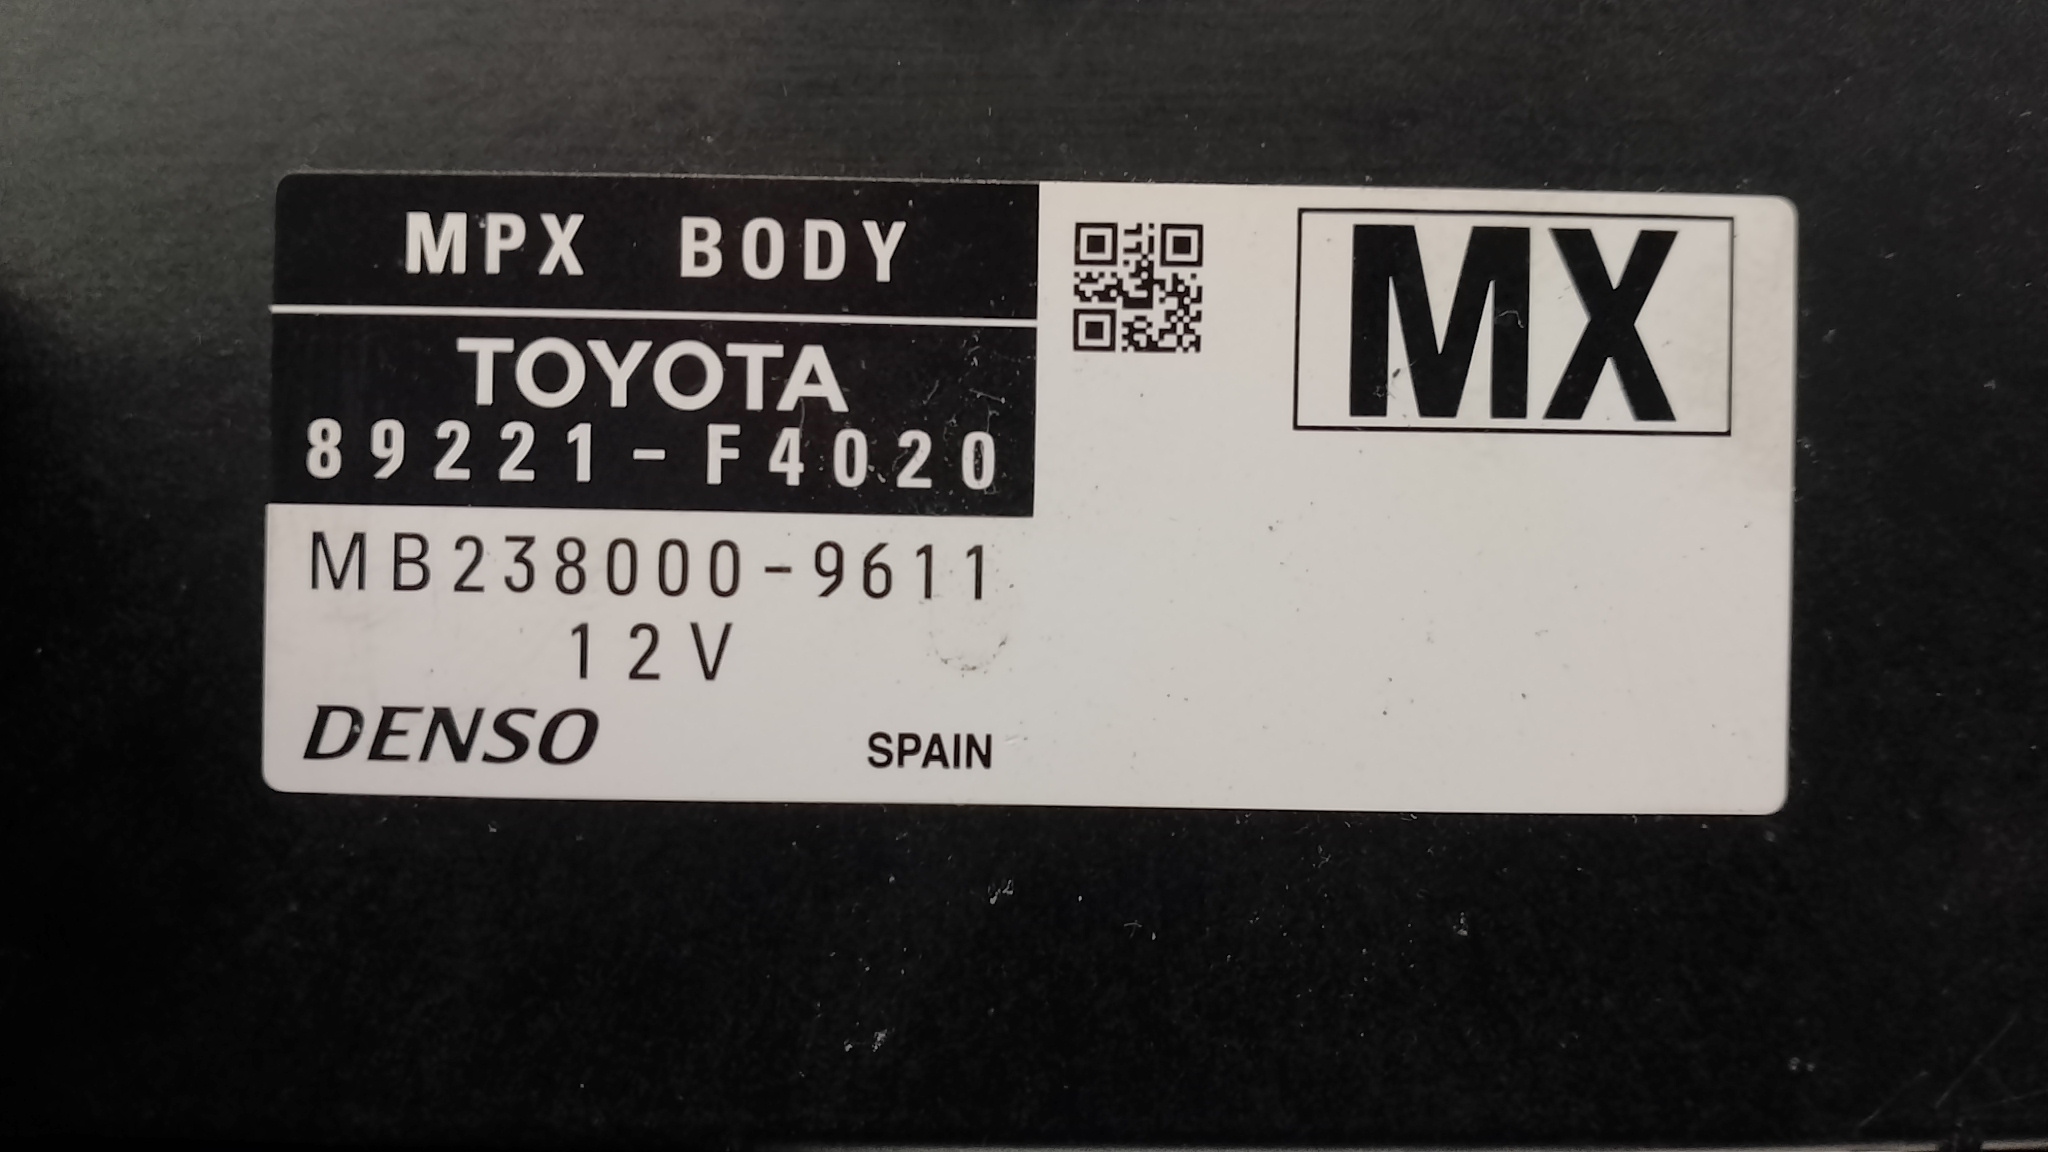 MPX BODY
TOYOTA
89221-F4020
MB238000-9611
12V
DENSO SPAIN
MX